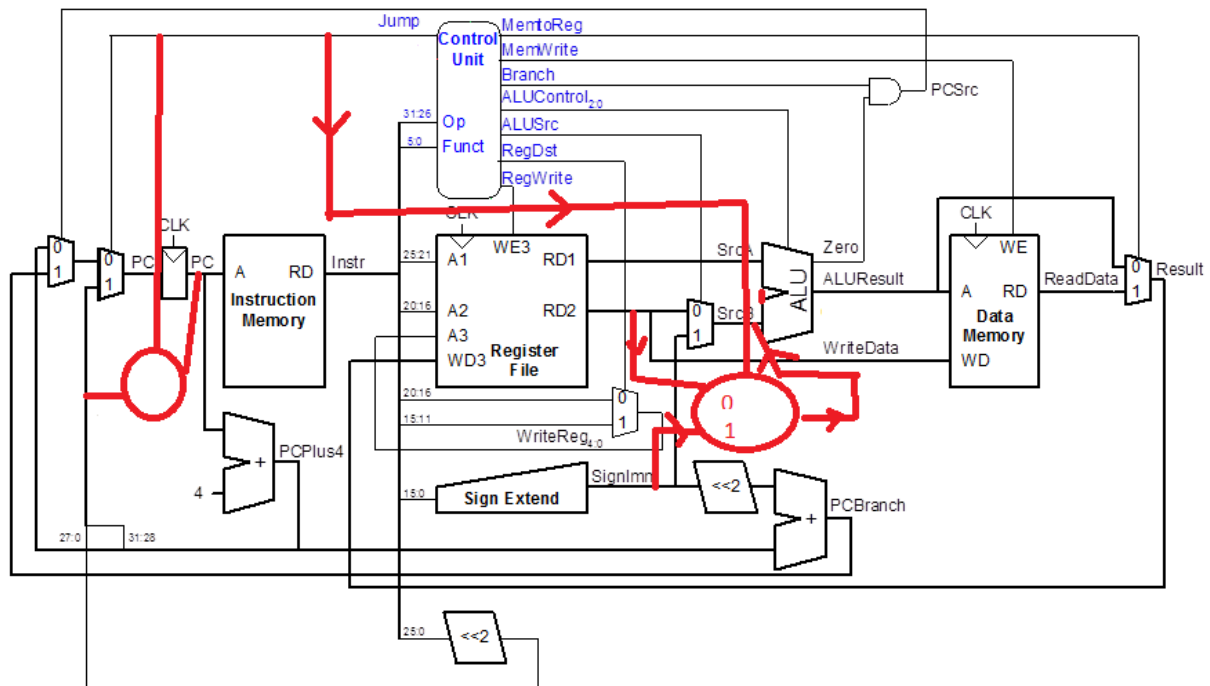 Jump
Control
Unit
MemtoReg
MemWrite
Branch
ALUControl2:0
ALUSrc
RegDst
RegWrite
31:26
Op
5:0
Funct
PCSrc
0
1
0
1
PC
CLK
PC
A
RD
Instruction
Memory
Instr
25:21
20:16
A1
A2
A3
WD3
CLK
WE3
RD1
RD2
Register
File
20:16
15:11
0
1
WriteReg4:0
SrcA
0
1
SrcB
ALU
Zero
ALUResult
WriteData
CLK
WE
A
RD
Data
Memory
WD
ReadData
0
1
Result
0
1
4
+
PCPlus4
15:0
Sign Extend
SignImm
<<2
+
PCBranch
27:0
31:28
25:0
<<2